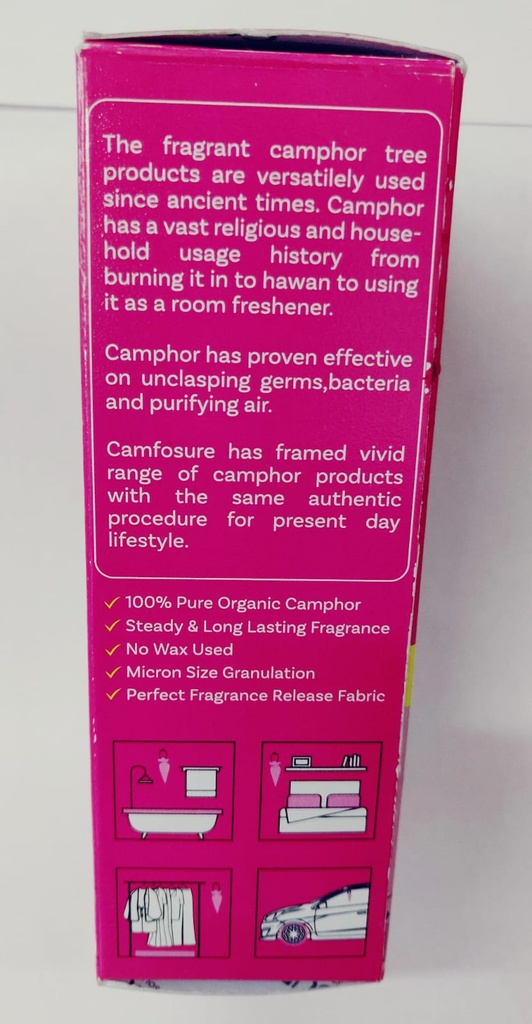 The fragrant camphor tree
products are versatilely used
since ancient times. Camphor
has a vast religious and house-
hold usage history from
burning it in to hawan to using
it as a room freshener.
Camphor has proven effective
on unclasping germs,bacteria
and purifying air.
Camfosure has framed vivid
range of camphor products
with the same authentic
procedure for present day
lifestyle.
✓ 100% Pure Organic Camphor
✓ Steady & Long Lasting Fragrance
✓ No Wax Used
✓ Micron Size Granulation
✓ Perfect Fragrance Release Fabric